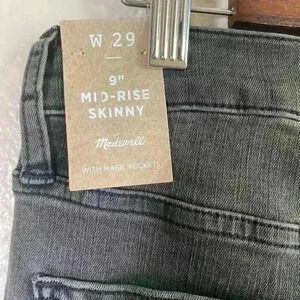 W 29
9"
MID-RISE
SKINNY
Madewell
WITH MAGIC POCKETS